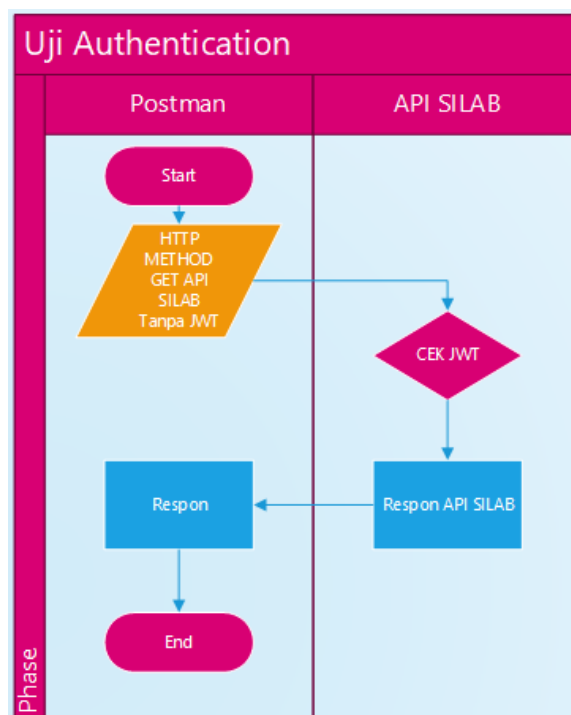 Uji Authentication
Postman
API SILAB
Start
HTTP
METHOD
GET API
SILAB
Tanpa JWT
CEK JWT
Respon
Respon API SILAB
End
Phase